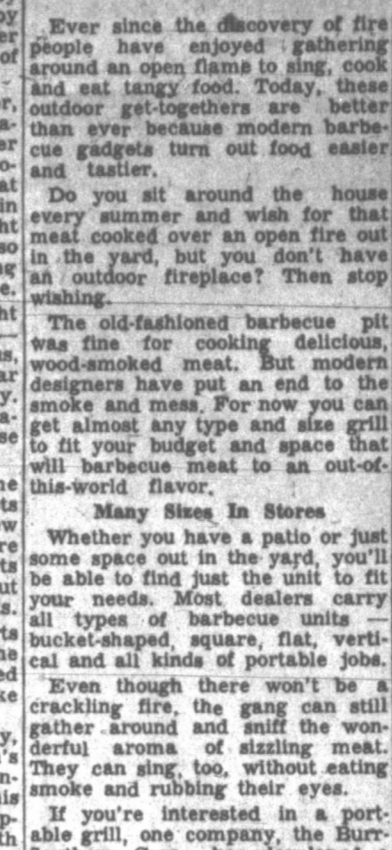 Ever since the discovery of fire
people have enjoyed gathering
around an open flame to sing, cook
and eat tangy food. Today, these
outdoor get-togethers are better
than ever because modern barbe-
cue gadgets turn out food easier
and tastier.
Do you sit around the house
every summer and wish for that
meat cooked over an open fire out
in the yard, but you don't have
an outdoor fireplace? Then stop
wishing.
The old-fashioned barbecue pit
was fine for cooking delicious,
wood-smoked meat. But modern
designers have put an end to the
smoke and mess. For now you can
get almost any type and size grill
to fit your budget and space that
will barbecue meat to an out-of-
this-world flavor.
Many Sizes In Stores
Whether you have a patio or just
some space out in the yard, you'll
be able to find just the unit to fit
your needs. Most dealers carry
all types of barbecue units —
bucket-shaped, square, flat, verti-
cal and all kinds of portable jobs.
Even though there won't be a
crackling fire, the gang can still
gather around and sniff the won-
derful aroma of sizzling meat.
They can sing, too, without eating
smoke and rubbing their eyes.
If you're interested in a port-
able grill, one company, the Burr-